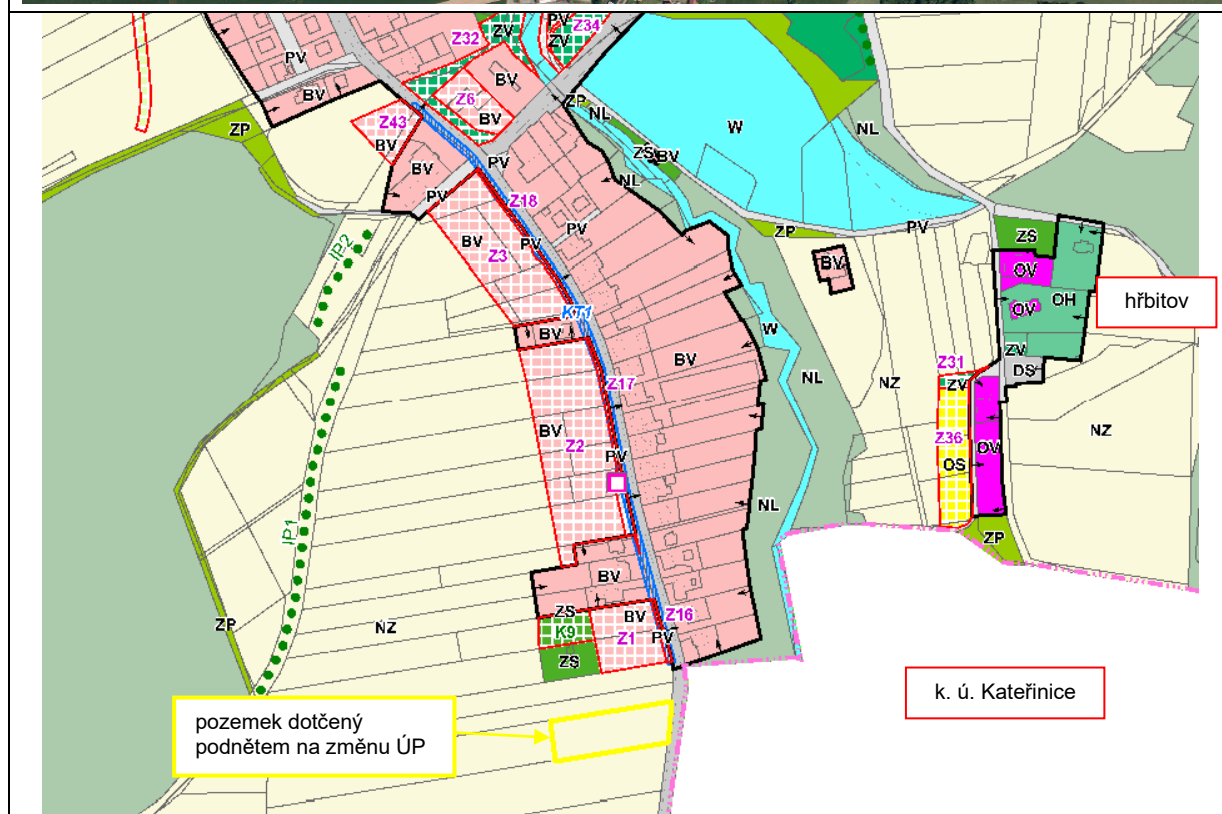 PV
Z32
ZV
PV
ZV
Z34
BV
BV
Z6
BV
ZP
Z43
BV
ZP
NL
W
NL
BV
PV
PV
ZS
BV
NL
Z18
PV
BV
PV
Z3
ZP
PV
IP2
BV
ZS
OV
OH
OV
hřbitov
KT1
BV
W
BV
NL
NZ
ZV
DS
Z31
ZV
Z17
BV
Z2
PV
Z36
OV
OS
NZ
NL
IP1
ZP
BV
ZP
NZ
ZS
K9
BV
Z1
Z16
PV
ZS
k. ú. Kateřinice
pozemek dotčený
podnětem na změnu ÚP